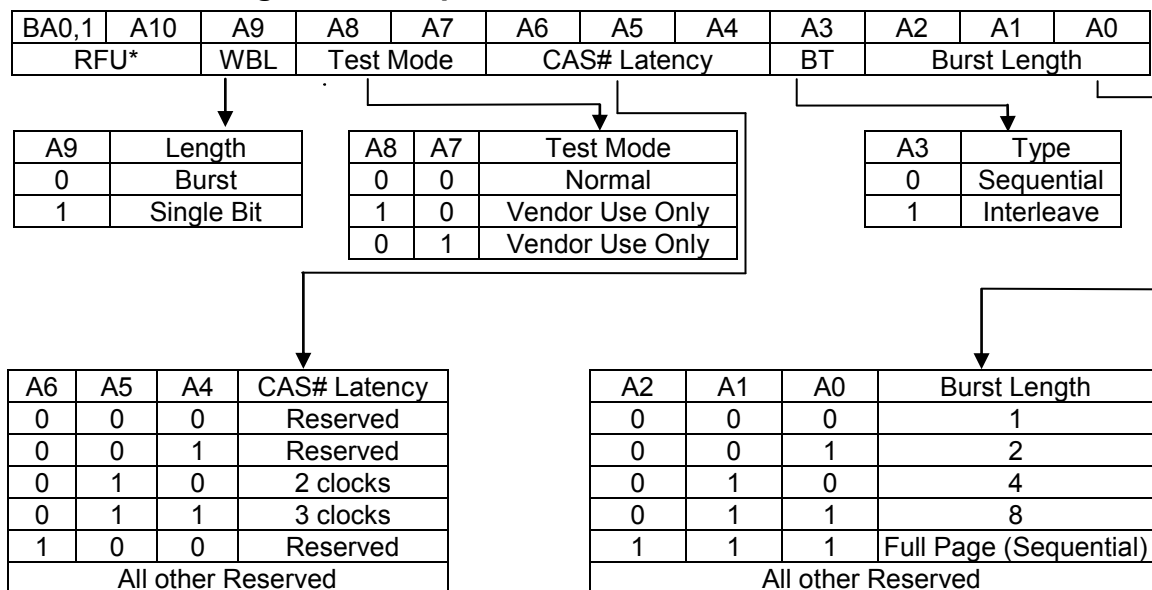 BA0,1 A10 A9 A8 A7 A6 A5 A4 A3 A2 A1 A0
RFU* WBL Test Mode CAS# Latency BT Burst Length
A9 Length
0 Burst
1 Single Bit
A8 A7 Test Mode
0 0 Normal
1 0 Vendor Use Only
0 1 Vendor Use Only
A3 Type
0 Sequential
1 Interleave
A6 A5 A4 CAS# Latency
0 0 0 Reserved
0 0 1 Reserved
0 1 0 2 clocks
0 1 1 3 clocks
1 0 0 Reserved
All other Reserved
A2 A1 A0 Burst Length
0 0 0 1
0 0 1 2
0 1 0 4
0 1 1 8
1 1 1 Full Page (Sequential)
All other Reserved